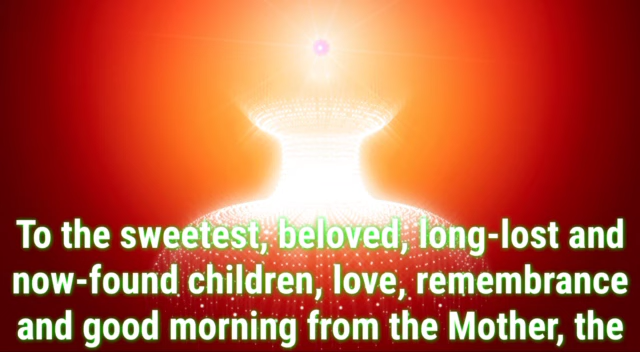 To the sweetest, beloved, long-lost and
now-found children, love, remembrance
and good morning from the Mother, the